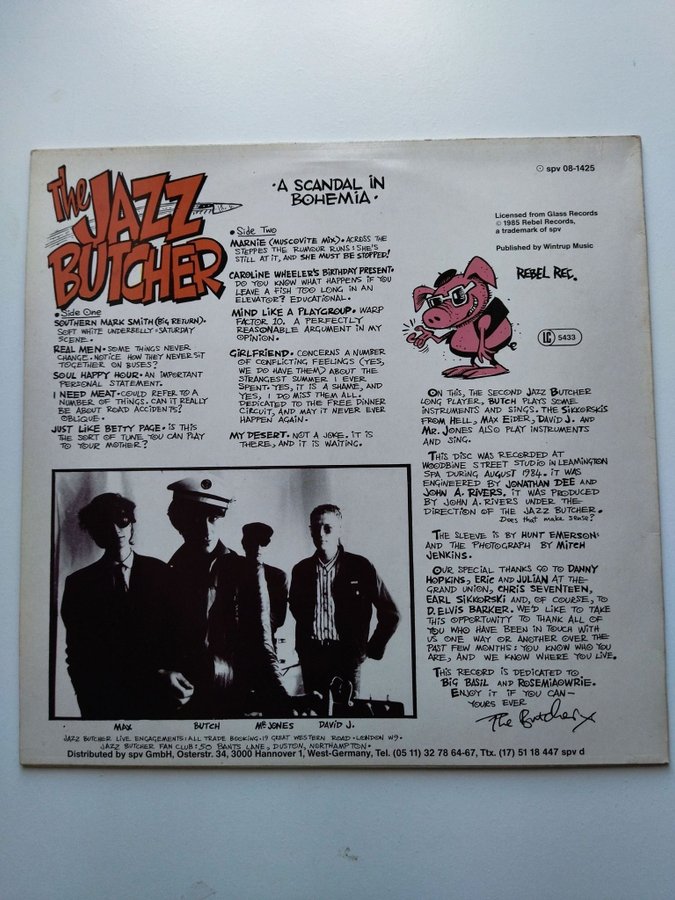 The
JAZZ
BUTCHER
· A SCANDAL IN
BOHEMIA ·
spv 08-1425
Licensed from Glass Records
© 1985 Rebel Records,
a trademark of spv
Published by Wintrup Music
REBEL REC.
LC 5433
• Side One
SOUTHERN MARK SMITH (BIG RETURN).
SOFT WHITE UNDERBELLY: SATURDAY
SCENE.
REAL MEN. SOME THINGS NEVER
CHANGE. NOTICE HOW THEY NEVER SIT
TOGETHER ON BUSES?
SOUL HAPPY HOUR. AN IMPORTANT
PERSONAL STATEMENT.
I NEED MEAT. COULD REFER TO A
NUMBER OF THINGS. CAN IT REALLY
BE ABOUT ROAD ACCIDENTS?
OBLIQUE.
JUST LIKE BETTY PAGE. IS THIS
THE SORT OF TUNE YOU CAN PLAY
TO YOUR MOTHER?
• Side Two
MARNIE (MUSCOVITE MIX). ACROSS THE
STEPPES THE RUMOUR RUNS: SHE'S
STILL AT IT, AND SHE MUST BE STOPPED!
CAROLINE WHEELER'S BIRTHDAY PRESENT.
DO YOU KNOW WHAT HAPPENS IF YOU
LEAVE A FISH TOO LONG IN AN
ELEVATOR? EDUCATIONAL.
MIND LIKE A PLAYGROUP. WARP
FACTOR 10. A PERFECTLY
REASONABLE ARGUMENT IN MY
OPINION.
GIRLFRIEND. CONCERNS A NUMBER
OF CONFLICTING FEELINGS (YES,
WE DO HAVE THEM) ABOUT THE
STRANGEST SUMMER I EVER
SPENT. YES, IT IS A SHAME, AND
YES, I DO MISS THEM ALL.
DEDICATED TO THE FREE DINNER
CIRCUIT, AND MAY IT NEVER EVER
HAPPEN AGAIN.
MY DESERT. NOT A JOKE. IT IS
THERE, AND IT IS WAITING.
ON THIS, THE SECOND JAZZ BUTCHER
LONG PLAYER, BUTCH PLAYS SOME
INSTRUMENTS AND SINGS. THE SIKKORSKIS
FROM HELL, MAX EIDER, DAVID J. AND
MR. JONES ALSO PLAY INSTRUMENTS
AND SING.
THIS DISC WAS RECORDED AT
WOODBINE STREET STUDIO IN LEAMINGTON
SPA DURING AUGUST 1984. IT WAS
ENGINEERED BY JONATHAN DEE AND
JOHN A. RIVERS, IT WAS PRODUCED
BY JOHN A. RIVERS UNDER THE
DIRECTION OF THE JAZZ BUTCHER.
Does that make sense?
THE SLEEVE IS BY HUNT EMERSON
AND THE PHOTOGRAPH BY MITCH
JENKINS.
OUR SPECIAL THANKS GO TO DANNY
HOPKINS, ERIC AND JULIAN AT THE
GRAND UNION, CHRIS SEVENTEEN,
EARL SIKKORSKI AND, OF COURSE, TO
D. ELVIS BARKER. WE'D LIKE TO TAKE
THIS OPPORTUNITY TO THANK ALL OF
YOU WHO HAVE BEEN IN TOUCH WITH
US ONE WAY OR ANOTHER OVER THE
PAST FEW MONTHS: YOU KNOW WHO YOU
ARE, AND WE KNOW WHERE YOU LIVE.
THIS RECORD IS DEDICATED TO
BIG BASIL AND ROSEMIAOWRIE.
ENJOY IT IF YOU CAN—
YOURS EVER
The Butcher X
MAX BUTCH MR JONES DAVID J.
JAZZ BUTCHER LIVE ENGAGEMENTS: ALL TRADE BOOKING. 19 GREAT WESTERN ROAD. LONDON W9.
JAZZ BUTCHER FAN CLUB: 50 BANTS LANE, DUSTON, NORTHAMPTON.
Distributed by spv GmbH, Osterstr. 34, 3000 Hannover 1, West-Germany, Tel. (05 11) 32 78 64-67, Ttx. (17) 51 18 447 spv d